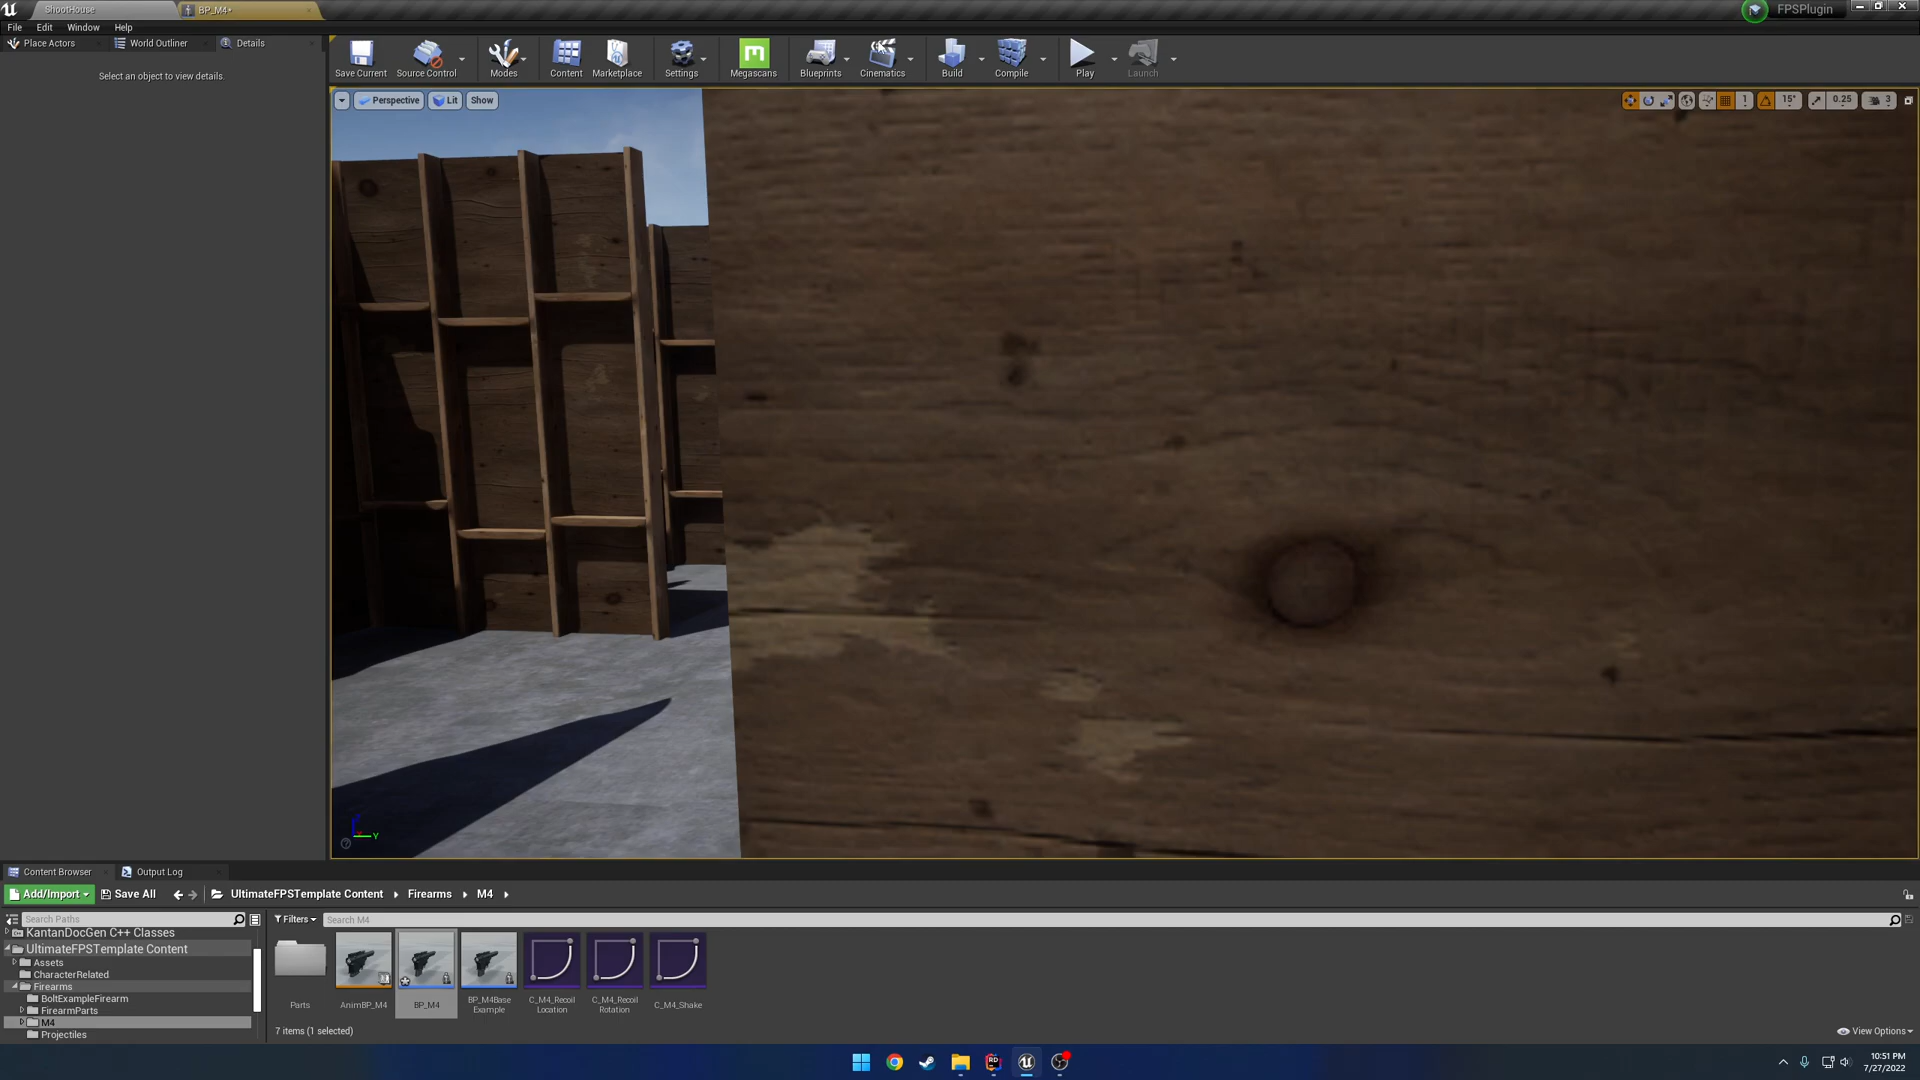 ShootHouse
BP_M4*
FPSPlugin
File Edit Window Help
Place Actors World Outliner Details
Select an object to view details.
Save Current Source Control Modes Content Marketplace Settings Megascans Blueprints Cinematics Build Compile Play Launch
Perspective Lit Show
1 15° 0.25 3
Y
Content Browser Output Log
Add/Import Save All UltimateFPSTemplate Content Firearms M4
Search Paths
Filters Search M4
KantanDocGen C++ Classes
UltimateFPSTemplate Content
Assets
CharacterRelated
Firearms
BoltExampleFirearm
FirearmParts
M4
Projectiles
Parts
AnimBP_M4
BP_M4
BP_M4Base
Example
C_M4_Recoil
Location
C_M4_Recoil
Rotation
C_M4_Shake
7 items (1 selected)
View Options
RD
10:51 PM
7/27/2022